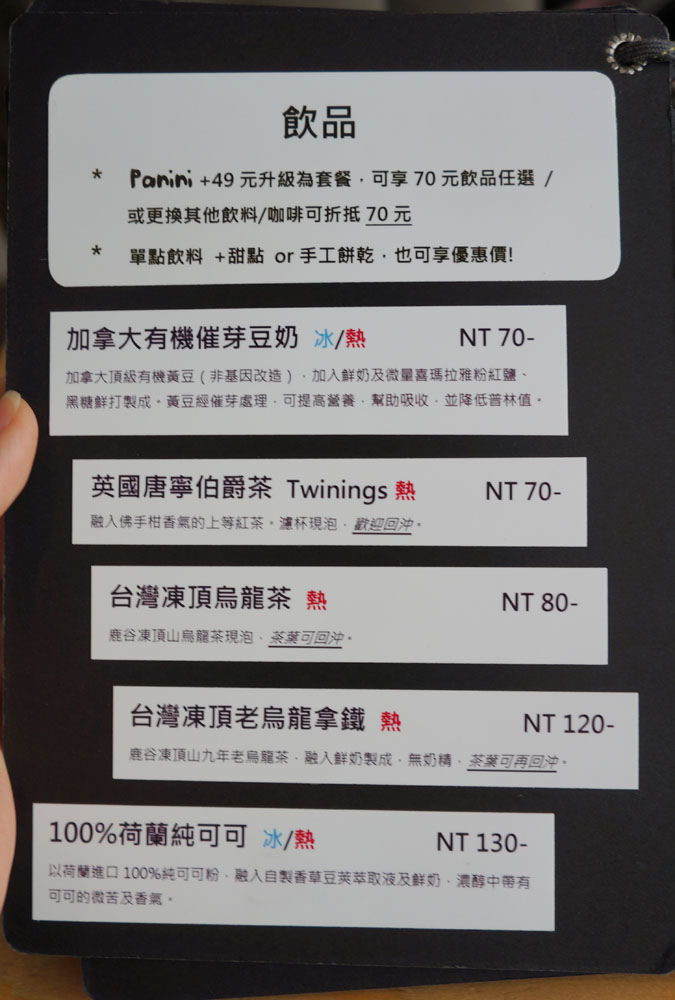 飲品
* Panini +49 元升級為套餐，可享 70 元飲品任選 /
或更換其他飲料/咖啡可折抵 70 元
* 單點飲料 +甜點 or 手工餅乾，也可享優惠價!
加拿大有機催芽豆奶 冰/熱 NT 70-
加拿大頂級有機黃豆（非基因改造），加入鮮奶及微量喜瑪拉雅粉紅鹽、
黑糖鮮打製成。黃豆經催芽處理，可提高營養，幫助吸收，並降低普林值。
英國唐寧伯爵茶 Twinings 熱 NT 70-
融入佛手柑香氣的上等紅茶。濾杯現泡，歡迎回沖。
台灣凍頂烏龍茶 熱 NT 80-
鹿谷凍頂山烏龍茶現泡，茶葉可回沖。
台灣凍頂老烏龍拿鐵 熱 NT 120-
鹿谷凍頂山九年老烏龍茶，融入鮮奶製成，無奶精，茶葉可再回沖。
100%荷蘭純可可 冰/熱 NT 130-
以荷蘭進口 100%純可可粉，融入自製香草豆莢萃取液及鮮奶，濃醇中帶有
可可的微苦及香氣。